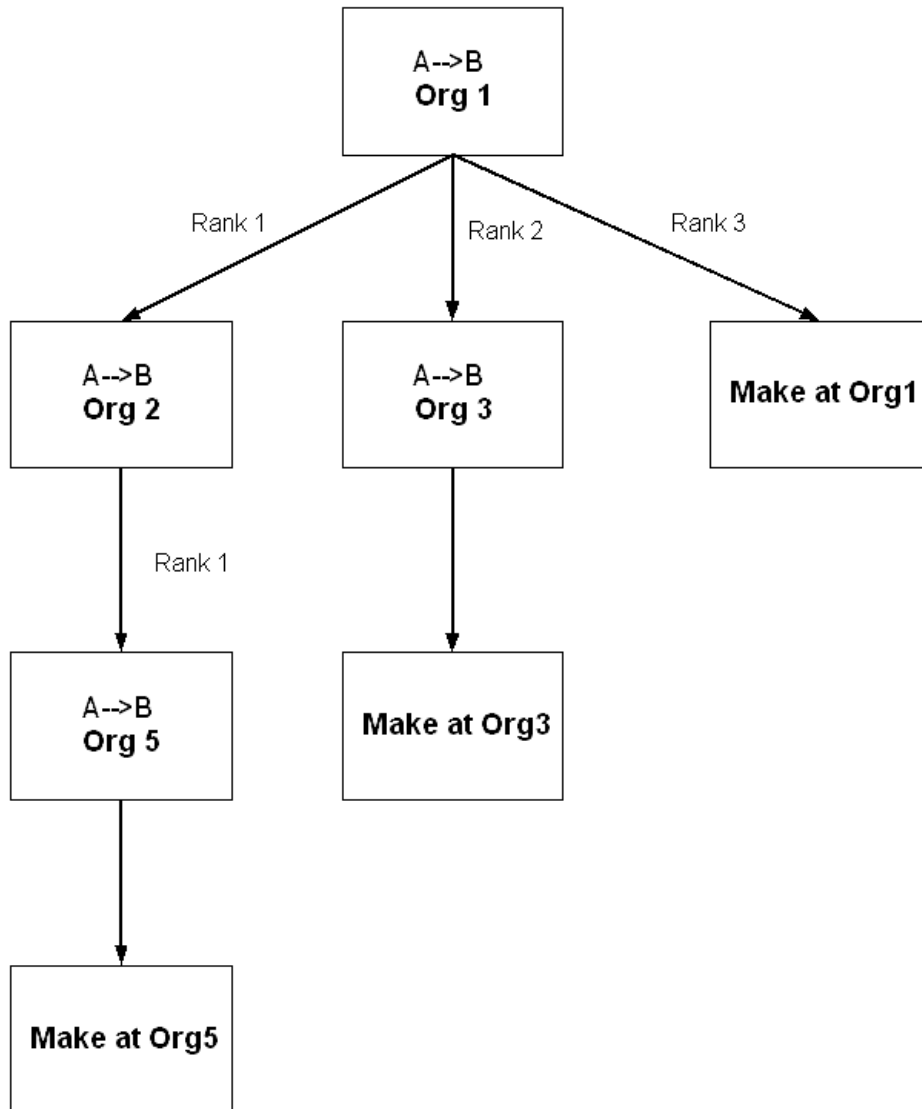 A-->B
Org 1
Rank 1
Rank 2
Rank 3
A-->B
Org 2
A-->B
Org 3
Make at Org1
Rank 1
A-->B
Org 5
Make at Org3
Make at Org5